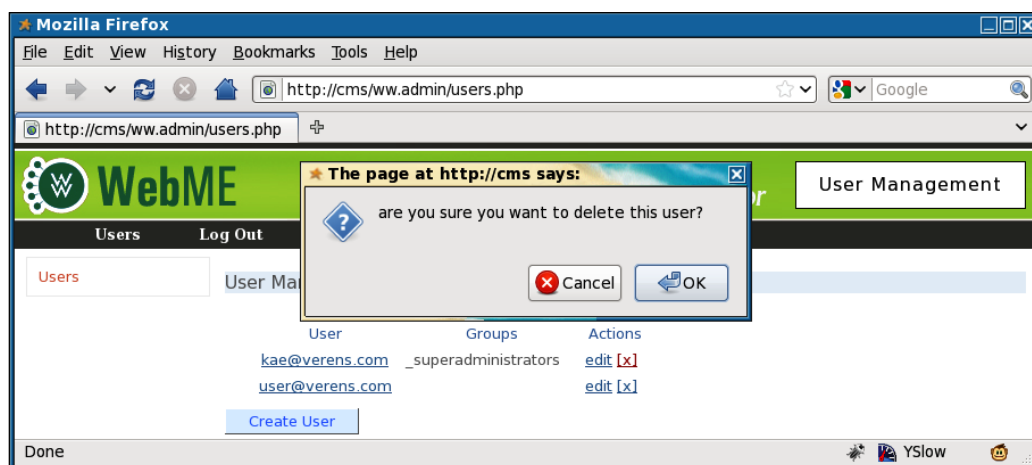 Mozilla Firefox
File Edit View History Bookmarks Tools Help
http://cms/ww.admin/users.php Google
http://cms/ww.admin/users.php
WebME
The page at http://cms says:
User Management
are you sure you want to delete this user?
Users Log Out
Cancel OK
Users
User Ma
User Groups Actions
kae@verens.com _superadministrators edit [x]
user@verens.com edit [x]
Create User
Done YSlow